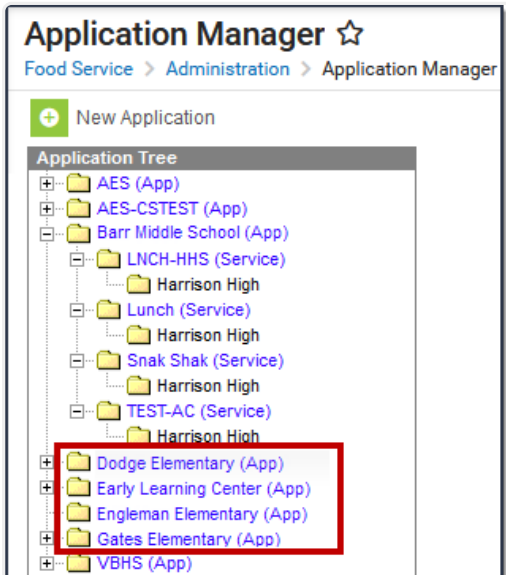 Application Manager ☆
Food Service > Administration > Application Manager
New Application
Application Tree
AES (App)
AES-CSTEST (App)
Barr Middle School (App)
LNCH-HHS (Service)
Harrison High
Lunch (Service)
Harrison High
Snak Shak (Service)
Harrison High
TEST-AC (Service)
Harrison High
Dodge Elementary (App)
Early Learning Center (App)
Engleman Elementary (App)
Gates Elementary (App)
VBHS (App)